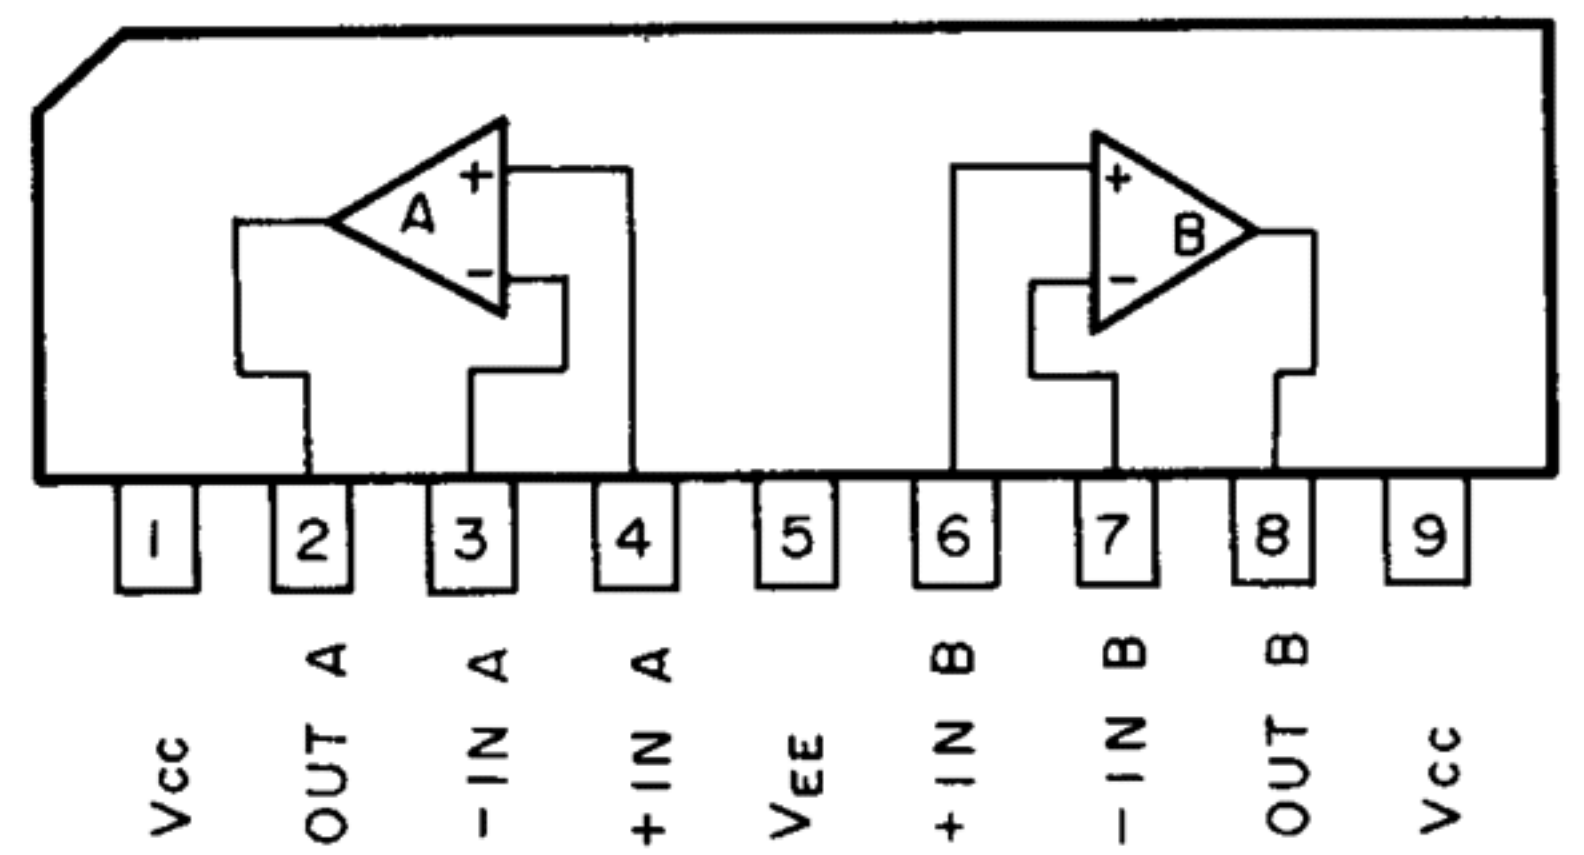 + A -
+ B -
1 2 3 4 5 6 7 8 9
VCC
OUT A
-IN A
+IN A
VEE
+IN B
-IN B
OUT B
VCC